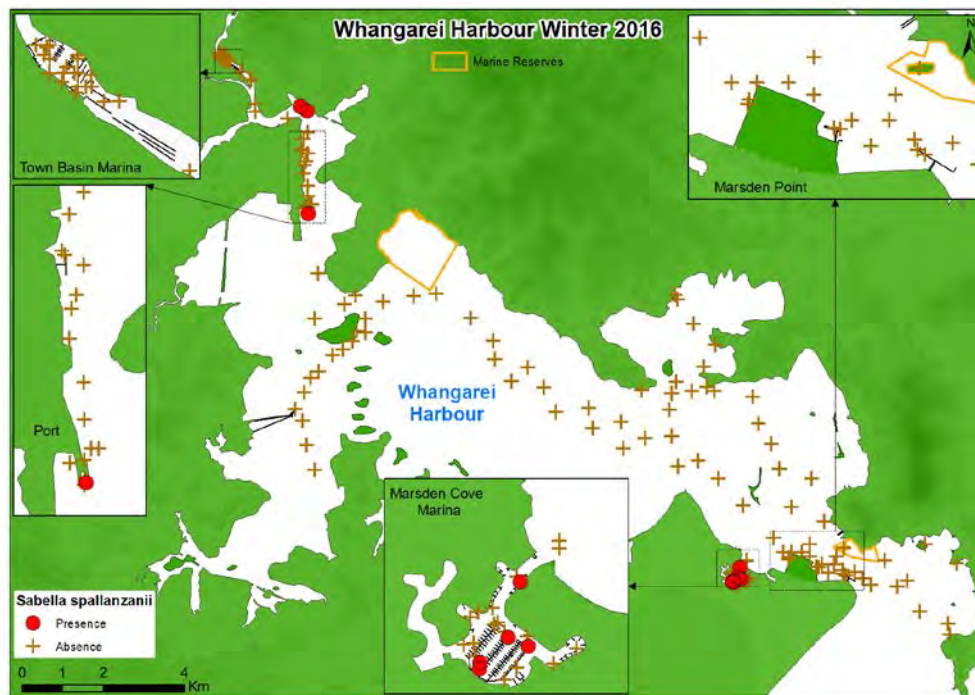 Whangarei Harbour Winter 2016
Marine Reserves
N
Town Basin Marina
Marsden Point
Port
Whangarei
Harbour
Marsden Cove
Marina
Sabella spallanzanii
Presence
Absence
0 1 2 4
Km